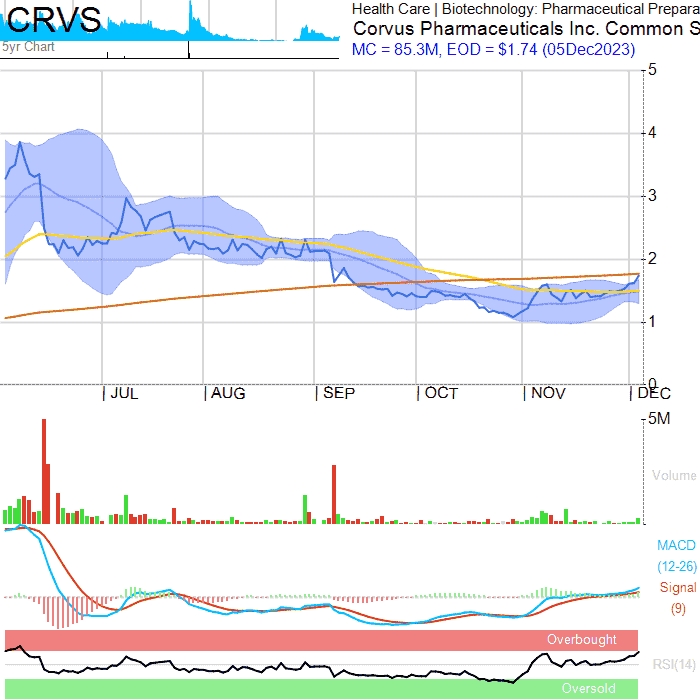 CRVS
5yr Chart
Health Care | Biotechnology: Pharmaceutical Prepara
Corvus Pharmaceuticals Inc. Common S
MC = 85.3M, EOD = $1.74 (05Dec2023)
5
4
3
2
1
0
| JUL | AUG | SEP | OCT | NOV | DEC
5M
Volume
MACD
(12-26)
Signal
(9)
Overbought
RSI(14)
Oversold